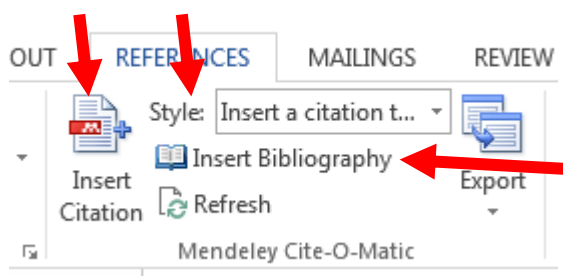 OUT REFERENCES MAILINGS REVIEW
Style: Insert a citation t...
Insert Bibliography
Insert
Citation
Refresh
Export
Mendeley Cite-O-Matic